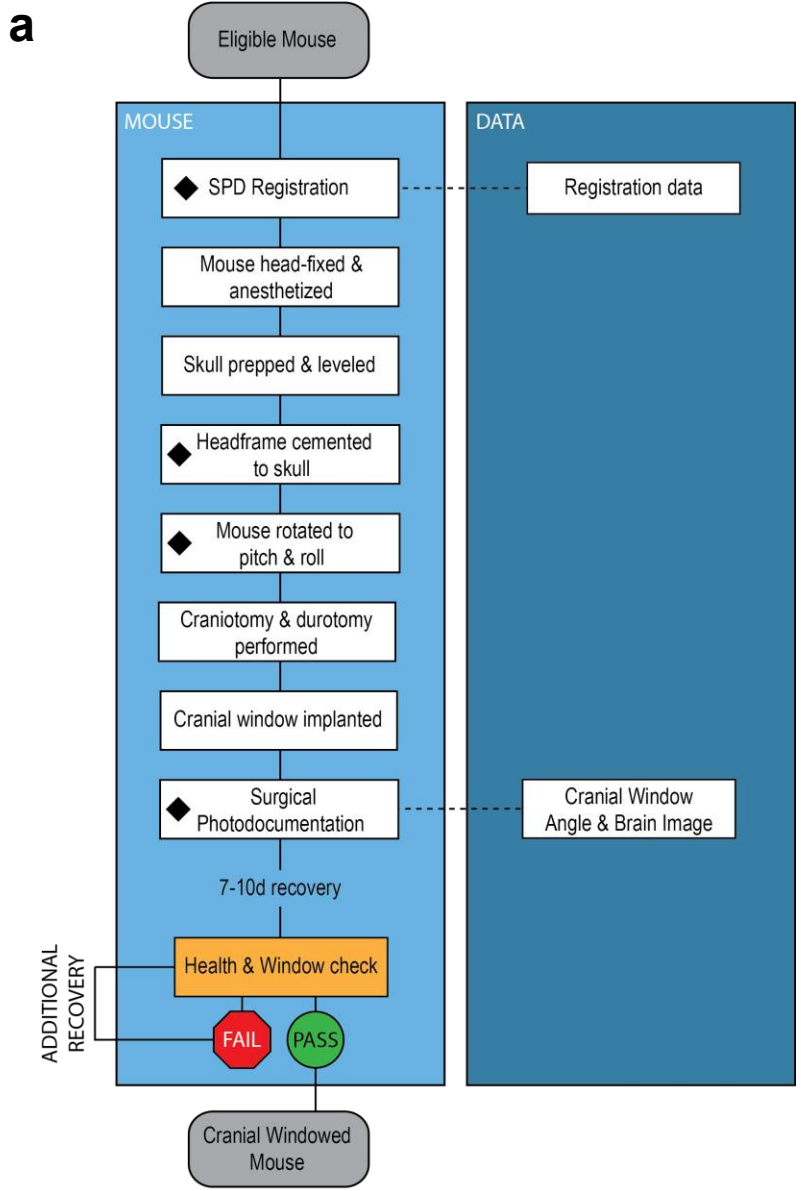 a
Eligible Mouse
MOUSE
DATA
SPD Registration
Registration data
Mouse head-fixed &
anesthetized
Skull prepped & leveled
Headframe cemented
to skull
Mouse rotated to
pitch & roll
Craniotomy & durotomy
performed
Cranial window implanted
Surgical
Photodocumentation
Cranial Window
Angle & Brain Image
7-10d recovery
Health & Window check
ADDITIONAL
RECOVERY
FAIL
PASS
Cranial Windowed
Mouse